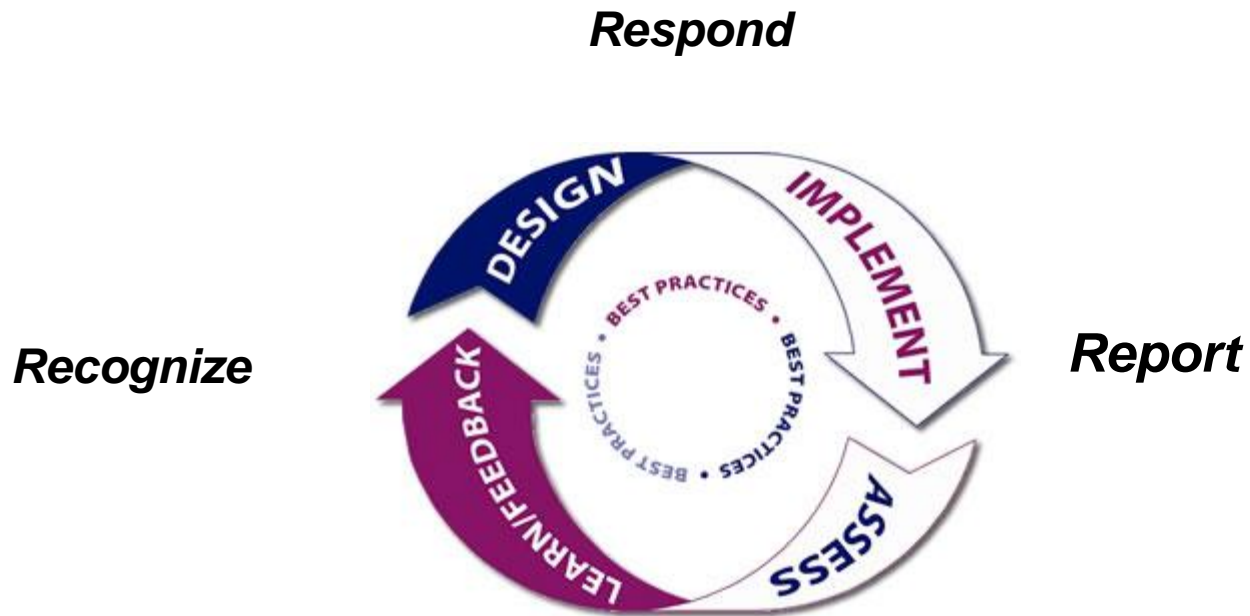 Respond
DESIGN
IMPLEMENT
BEST PRACTICES • BEST PRACTICES • BEST PRACTICES •
Recognize
Report
LEARN/FEEDBACK
ASSESS